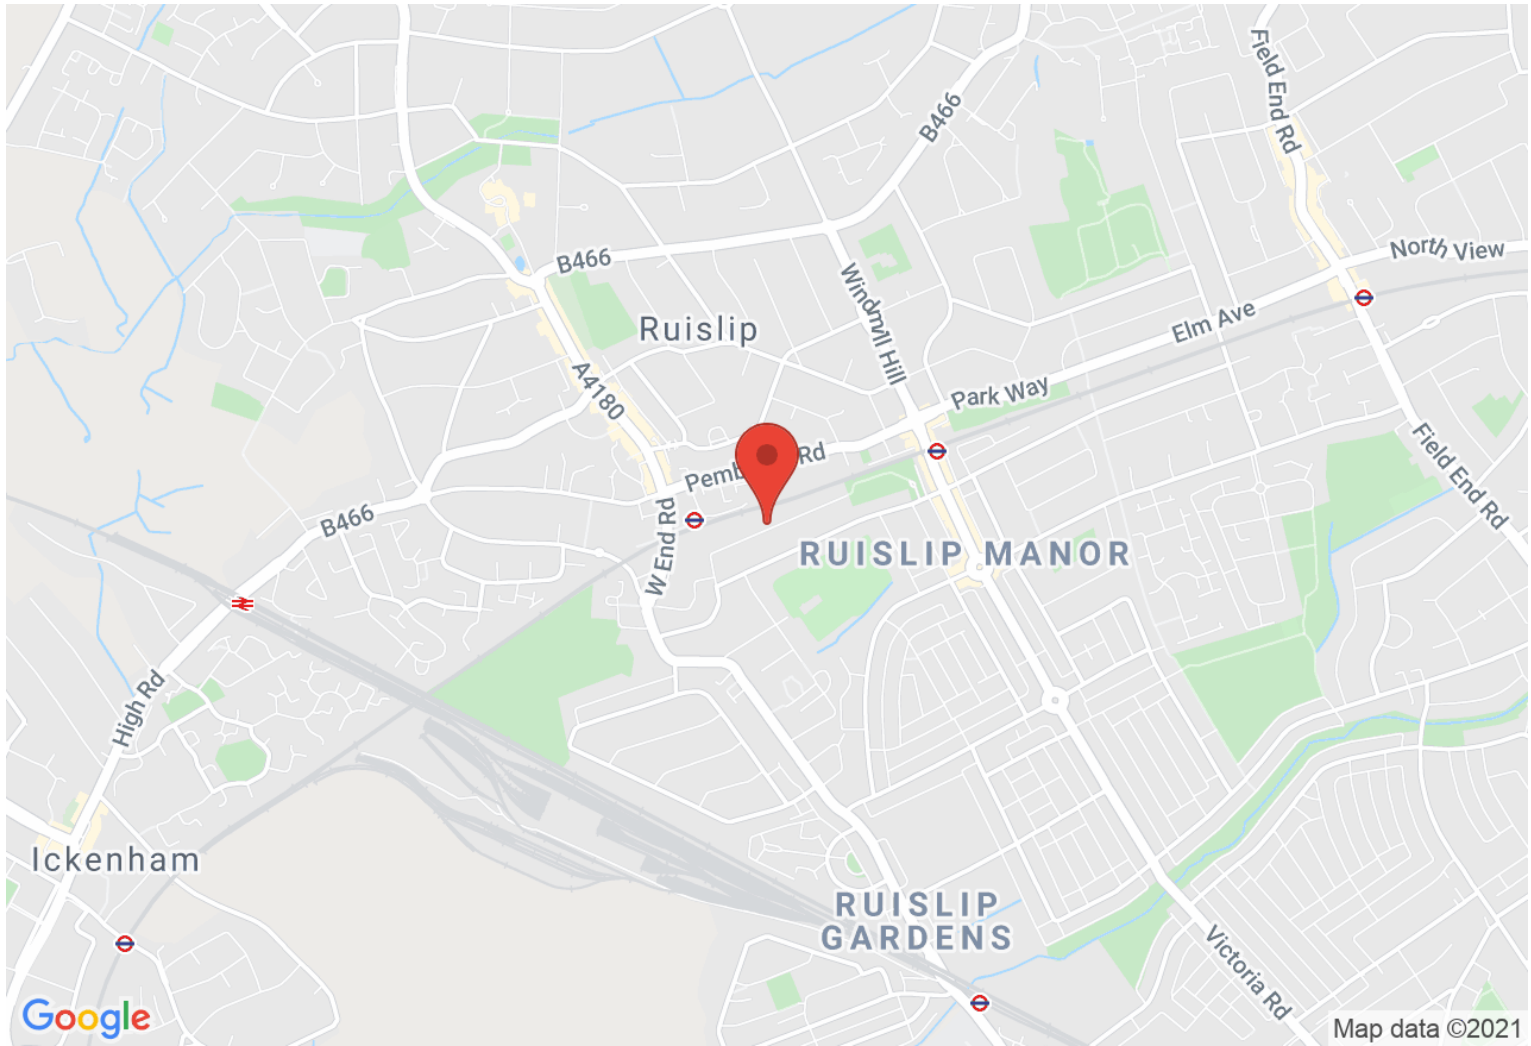 Field End Rd
B466
North View
B466
Windmill Hill
Elm Ave
Ruislip
A4180
Park Way
Field End Rd
Pemb
Rd
B466
W End Rd
RUISLIP MANOR
High Rd
Ickenham
RUISLIP
GARDENS
Victoria Rd
Google
Map data ©2021